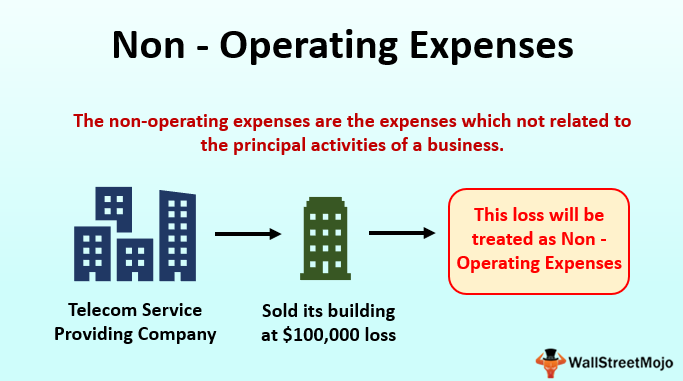 Non - Operating Expenses
The non-operating expenses are the expenses which not related to
the principal activities of a business.
Telecom Service
Providing Company
Sold its building
at $100,000 loss
This loss will be
treated as Non -
Operating Expenses
WallStreetMojo